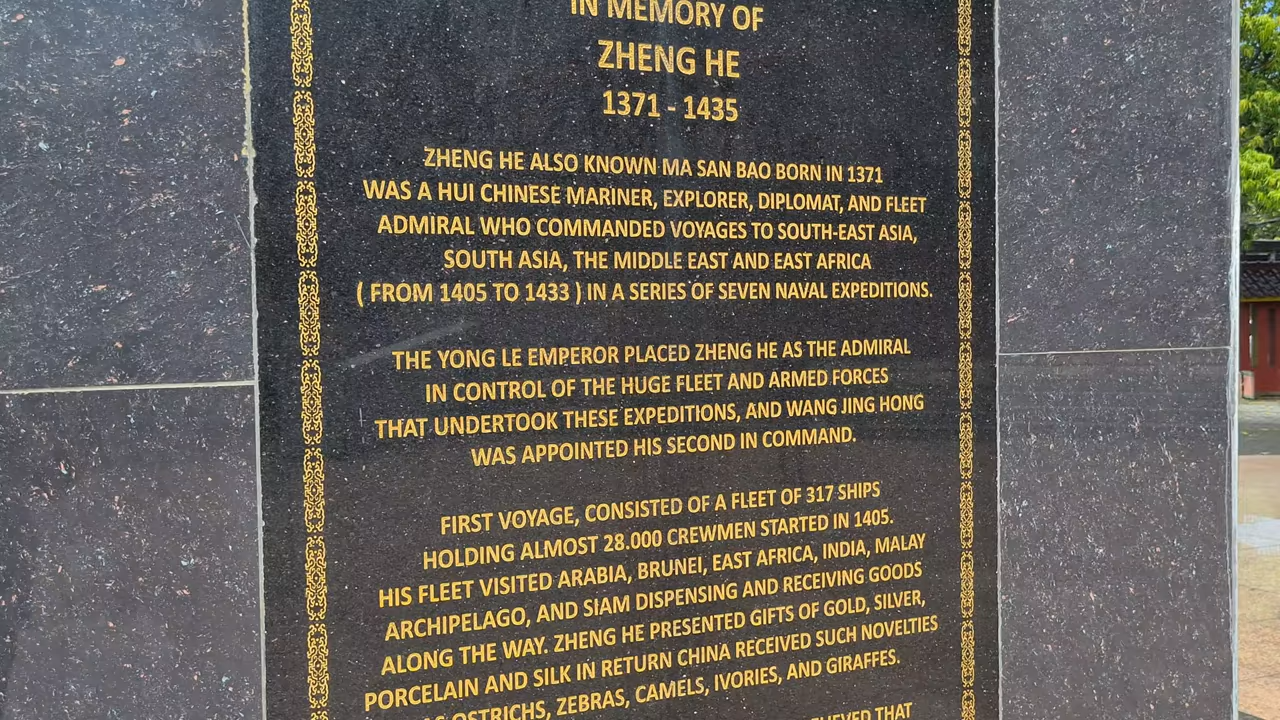 IN MEMORY OF
ZHENG HE
1371 - 1435
ZHENG HE ALSO KNOWN MA SAN BAO BORN IN 1371
WAS A HUI CHINESE MARINER, EXPLORER, DIPLOMAT, AND FLEET
ADMIRAL WHO COMMANDED VOYAGES TO SOUTH-EAST ASIA,
SOUTH ASIA, THE MIDDLE EAST AND EAST AFRICA
( FROM 1405 TO 1433 ) IN A SERIES OF SEVEN NAVAL EXPEDITIONS.
THE YONG LE EMPEROR PLACED ZHENG HE AS THE ADMIRAL
IN CONTROL OF THE HUGE FLEET AND ARMED FORCES
THAT UNDERTOOK THESE EXPEDITIONS, AND WANG JING HONG
WAS APPOINTED HIS SECOND IN COMMAND.
FIRST VOYAGE, CONSISTED OF A FLEET OF 317 SHIPS
HOLDING ALMOST 28.000 CREWMEN STARTED IN 1405.
HIS FLEET VISITED ARABIA, BRUNEI, EAST AFRICA, INDIA, MALAY
ARCHIPELAGO, AND SIAM DISPENSING AND RECEIVING GOODS
ALONG THE WAY. ZHENG HE PRESENTED GIFTS OF GOLD, SILVER,
PORCELAIN AND SILK IN RETURN CHINA RECEIVED SUCH NOVELTIES
AS OSTRICHS, ZEBRAS, CAMELS, IVORIES, AND GIRAFFES.
THAT